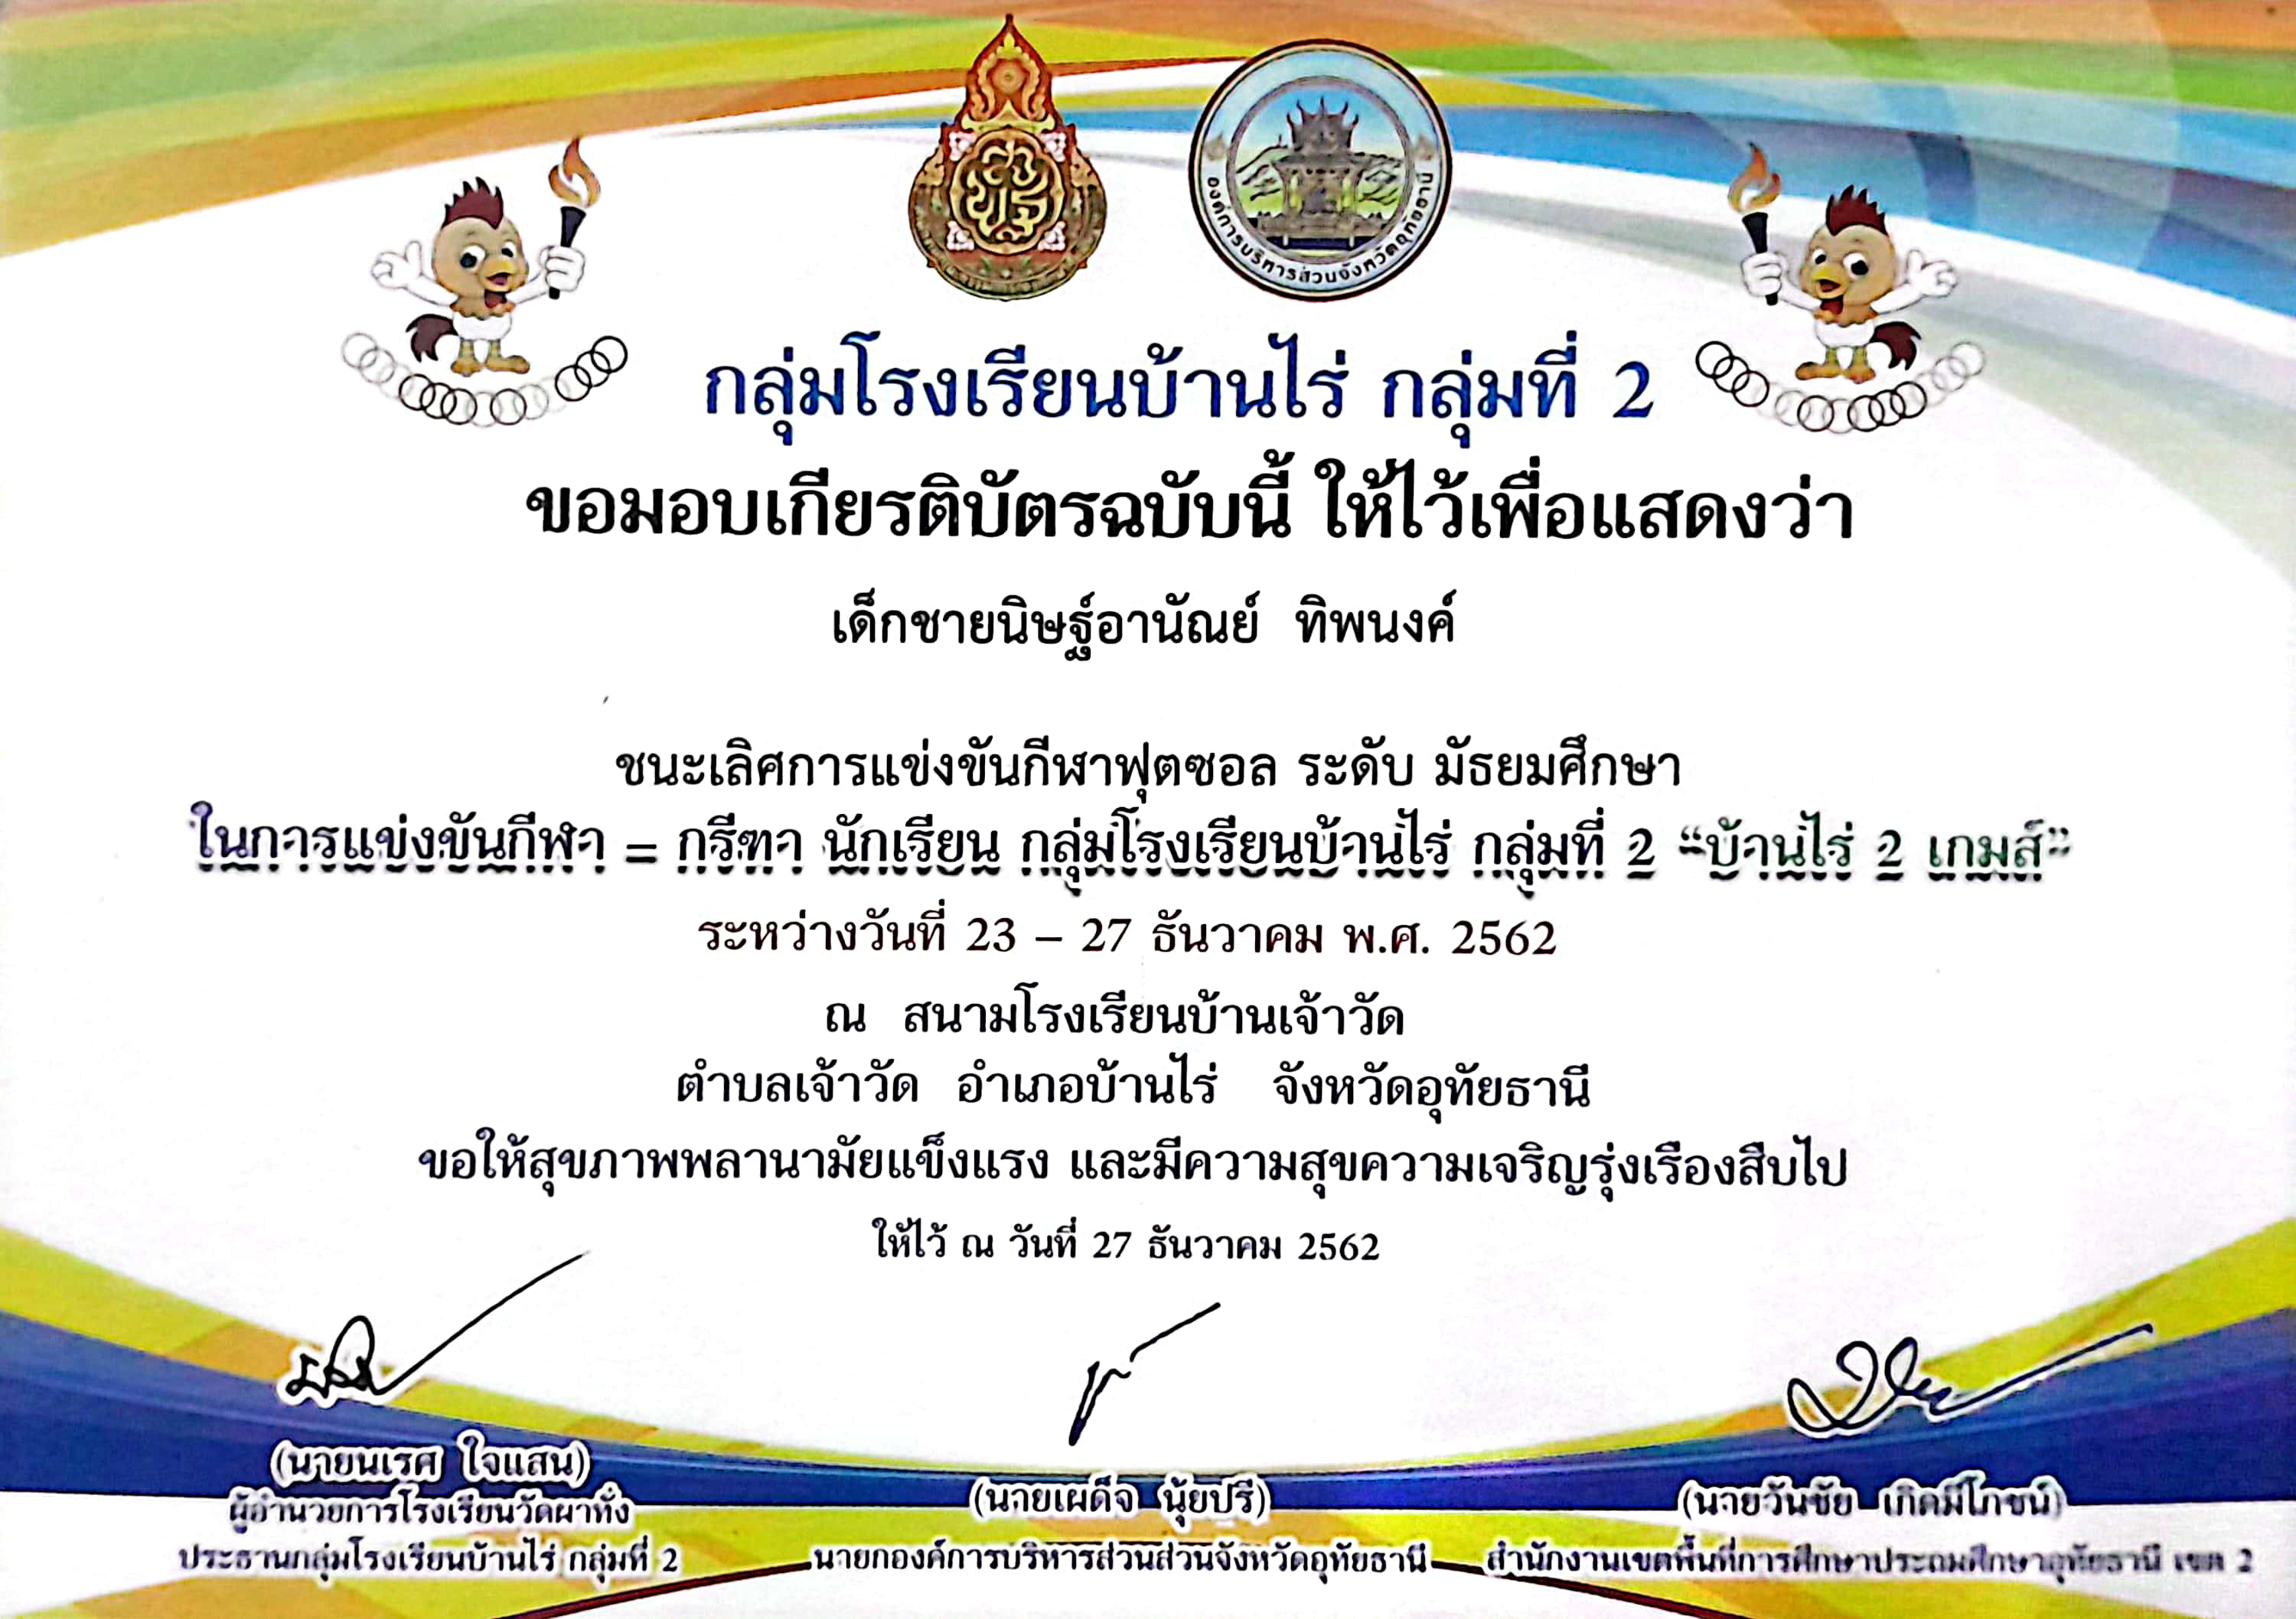 องค์การบริหารส่วนจังหวัดอุทัยธานี
กลุ่มโรงเรียนบ้านไร่ กลุ่มที่ 2
ขอมอบเกียรติบัตรฉบับนี้ ให้ไว้เพื่อแสดงว่า
เด็กชายนิษฐ์อานัณย์ ทิพนงค์
ชนะเลิศการแข่งขันกีฬาฟุตซอล ระดับ มัธยมศึกษา
ในการแข่งขันกีฬา = กรีฑา นักเรียน กลุ่มโรงเรียนบ้านไร่ กลุ่มที่ 2 “บ้านไร่ 2 เกมส์”
ระหว่างวันที่ 23 – 27 ธันวาคม พ.ศ. 2562
ณ สนามโรงเรียนบ้านเจ้าวัด
ตำบลเจ้าวัด อำเภอบ้านไร่ จังหวัดอุทัยธานี
ขอให้สุขภาพพลานามัยแข็งแรง และมีความสุขความเจริญรุ่งเรืองสืบไป
ให้ไว้ ณ วันที่ 27 ธันวาคม 2562
(นายนเรศ ใจแสน)
ผู้อำนวยการโรงเรียนวัดผาทั่ง
ประธานกลุ่มโรงเรียนบ้านไร่ กลุ่มที่ 2
(นายเผด็จ นุ้ยปรี)
นายกองค์การบริหารส่วนส่วนจังหวัดอุทัยธานี
(นายวันชัย เกิดมีโภชน์)
สำนักงานเขตพื้นที่การศึกษาประถมศึกษาอุทัยธานี เขต 2